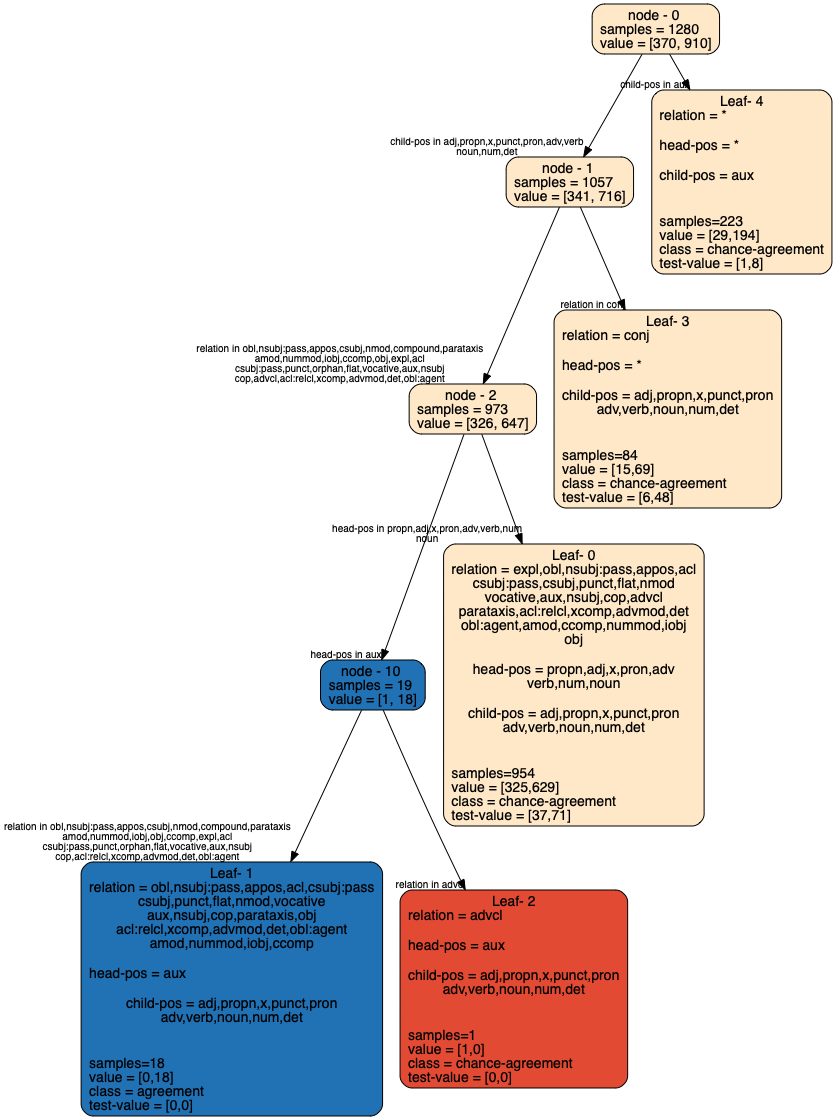 node - 0
samples = 1280
value = [370, 910]
child-pos in aux
Leaf- 4
relation = *
head-pos = *
child-pos = aux
samples=223
value = [29,194]
class = chance-agreement
test-value = [1,8]
child-pos in adj,propn,x,punct,pron,adv,verb
noun,num,det
node - 1
samples = 1057
value = [341, 716]
relation in conj
Leaf- 3
relation = conj
head-pos = *
child-pos = adj,propn,x,punct,pron
adv,verb,noun,num,det
samples=84
value = [15,69]
class = chance-agreement
test-value = [6,48]
relation in obl,nsubj:pass,appos,csubj,nmod,compound,parataxis
amod,nummod,iobj,ccomp,obj,expl,acl
csubj:pass,punct,orphan,flat,vocative,aux,nsubj
cop,advcl,acl:relcl,xcomp,advmod,det,obl:agent
node - 2
samples = 973
value = [326, 647]
head-pos in propn,adj,x,pron,adv,verb,num
noun
Leaf- 0
relation = expl,obl,nsubj:pass,appos,acl
csubj:pass,csubj,punct,flat,nmod
vocative,aux,nsubj,cop,advcl
parataxis,acl:relcl,xcomp,advmod,det
obl:agent,amod,ccomp,nummod,iobj
obj
head-pos = propn,adj,x,pron,adv
verb,num,noun
child-pos = adj,propn,x,punct,pron
adv,verb,noun,num,det
samples=954
value = [325,629]
class = chance-agreement
test-value = [37,71]
head-pos in aux
node - 10
samples = 19
value = [1, 18]
relation in obl,nsubj:pass,appos,csubj,nmod,compound,parataxis
amod,nummod,iobj,obj,ccomp,expl,acl
csubj:pass,punct,orphan,flat,vocative,aux,nsubj
cop,acl:relcl,xcomp,advmod,det,obl:agent
Leaf- 1
relation = obl,nsubj:pass,appos,acl,csubj:pass
csubj,punct,flat,nmod,vocative
aux,nsubj,cop,parataxis,obj
acl:relcl,xcomp,advmod,det,obl:agent
amod,nummod,iobj,ccomp
head-pos = aux
child-pos = adj,propn,x,punct,pron
adv,verb,noun,num,det
samples=18
value = [0,18]
class = agreement
test-value = [0,0]
relation in advcl
Leaf- 2
relation = advcl
head-pos = aux
child-pos = adj,propn,x,punct,pron
adv,verb,noun,num,det
samples=1
value = [1,0]
class = chance-agreement
test-value = [0,0]